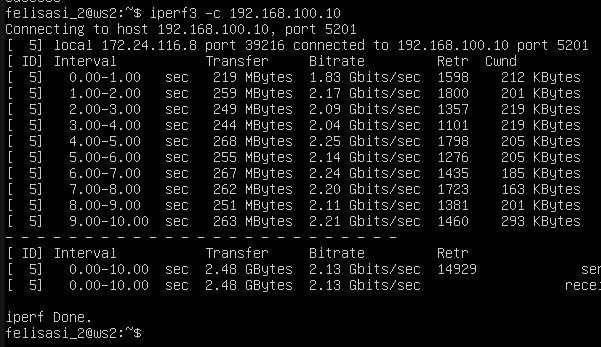 felisasi_2@ws2:~$ iperf3 -c 192.168.100.10
Connecting to host 192.168.100.10, port 5201
[  5] local 172.24.116.8 port 39216 connected to 192.168.100.10 port 5201
[ ID] Interval           Transfer     Bitrate         Retr  Cwnd
[  5]   0.00-1.00   sec   219 MBytes  1.83 Gbits/sec  1598    212 KBytes
[  5]   1.00-2.00   sec   259 MBytes  2.17 Gbits/sec  1800    201 KBytes
[  5]   2.00-3.00   sec   249 MBytes  2.09 Gbits/sec  1357    219 KBytes
[  5]   3.00-4.00   sec   244 MBytes  2.04 Gbits/sec  1101    219 KBytes
[  5]   4.00-5.00   sec   268 MBytes  2.25 Gbits/sec  1798    205 KBytes
[  5]   5.00-6.00   sec   255 MBytes  2.14 Gbits/sec  1276    205 KBytes
[  5]   6.00-7.00   sec   267 MBytes  2.24 Gbits/sec  1435    185 KBytes
[  5]   7.00-8.00   sec   262 MBytes  2.20 Gbits/sec  1723    163 KBytes
[  5]   8.00-9.00   sec   251 MBytes  2.11 Gbits/sec  1381    201 KBytes
[  5]   9.00-10.00  sec   263 MBytes  2.21 Gbits/sec  1460    293 KBytes
- - - - - - - - - - - - - - - - - - - - - - - - -
[ ID] Interval           Transfer     Bitrate         Retr
[  5]   0.00-10.00  sec  2.48 GBytes  2.13 Gbits/sec  14929             sen
[  5]   0.00-10.00  sec  2.48 GBytes  2.13 Gbits/sec                  recei
iperf Done.
felisasi_2@ws2:~$